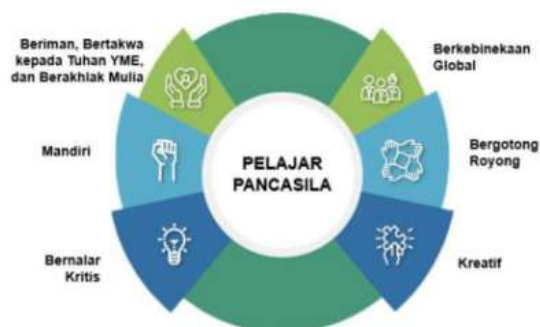 Beriman, Bertakwa
kepada Tuhan YME,
dan Berakhlak Mulia
Mandiri
Bernalar
Kritis
PELAJAR
PANCASILA
Berkebinekaan
Global
Bergotong
Royong
Kreatif